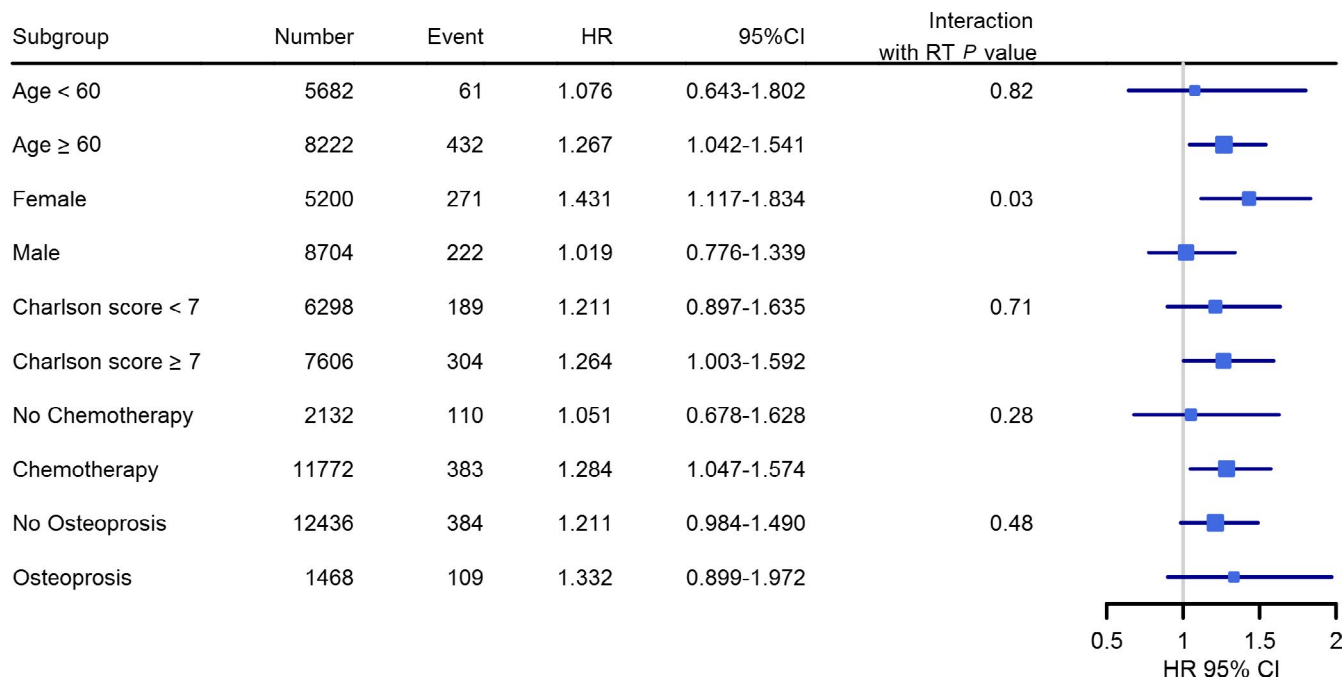 Subgroup Number Event HR 95%CI Interaction with RT P value
Age < 60 5682 61 1.076 0.643-1.802 0.82
Age ≥ 60 8222 432 1.267 1.042-1.541
Female 5200 271 1.431 1.117-1.834 0.03
Male 8704 222 1.019 0.776-1.339
Charlson score < 7 6298 189 1.211 0.897-1.635 0.71
Charlson score ≥ 7 7606 304 1.264 1.003-1.592
No Chemotherapy 2132 110 1.051 0.678-1.628 0.28
Chemotherapy 11772 383 1.284 1.047-1.574
No Osteoprosis 12436 384 1.211 0.984-1.490 0.48
Osteoprosis 1468 109 1.332 0.899-1.972
0.5 1 1.5 2
HR 95% CI